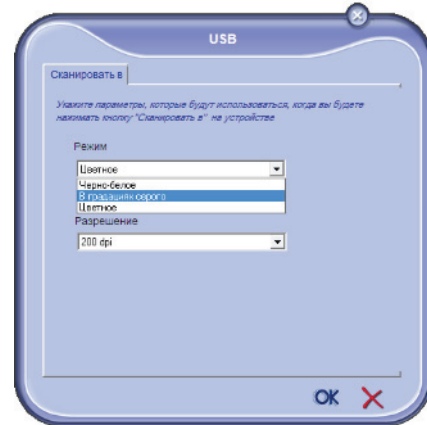 USB
Сканировать в
Укажите параметры, которые будут использоваться, когда вы будете
нажимать кнопку "Сканировать в" на устройстве
Режим
Цветное
Черно-белое
В градациях серого
Цветное
Разрешение
200 dpi
OK